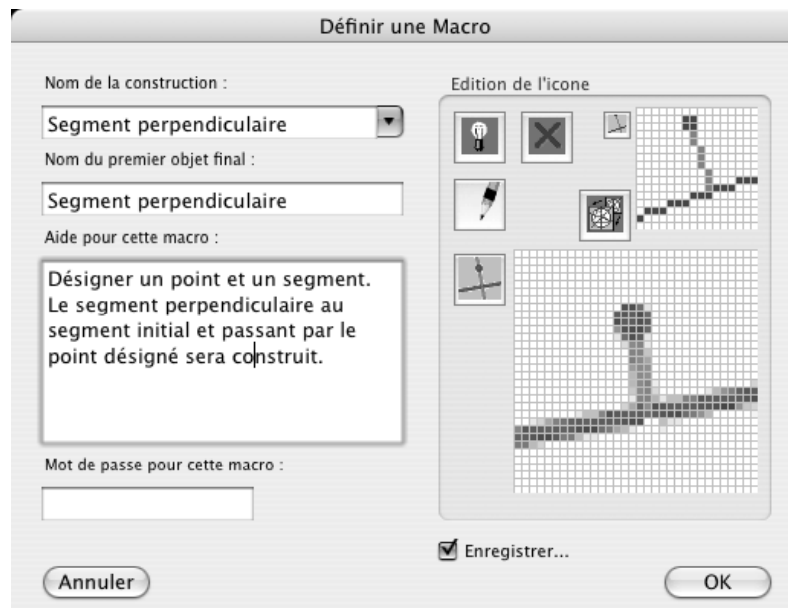 Définir une Macro
Nom de la construction :
Segment perpendiculaire
Nom du premier objet final :
Segment perpendiculaire
Aide pour cette macro :
Désigner un point et un segment.
Le segment perpendiculaire au
segment initial et passant par le
point désigné sera construit.
Mot de passe pour cette macro :
Annuler
Edition de l'icone
Enregistrer...
OK